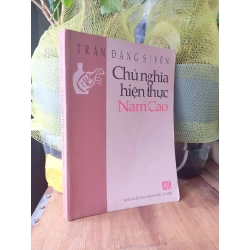 TRẦN ĐĂNG SUYỀN
Chủ nghĩa
hiện thực
Nam Cao